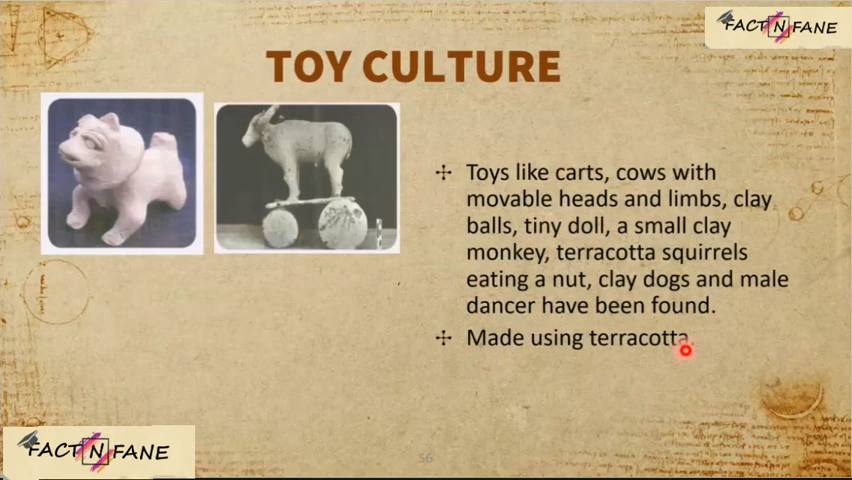 FACT N FANE
TOY CULTURE
Toys like carts, cows with
movable heads and limbs, clay
balls, tiny doll, a small clay
monkey, terracotta squirrels
eating a nut, clay dogs and male
dancer have been found.
Made using terracotta.
FACT N FANE
56